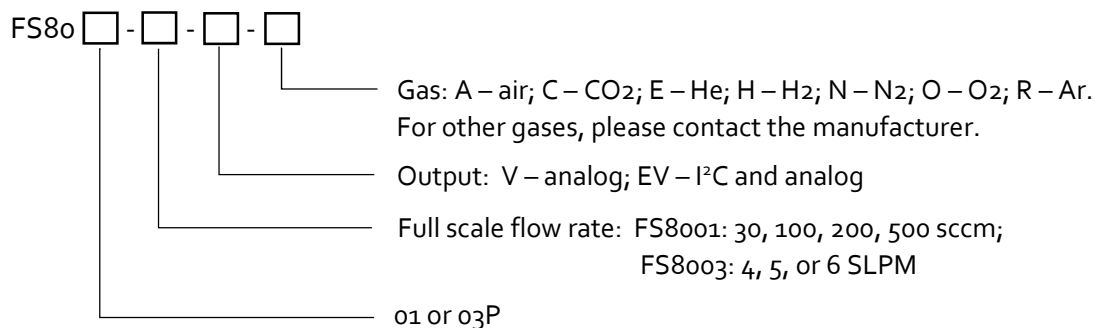 FS80 - - -
Gas: A – air; C – CO2; E – He; H – H2; N – N2; O – O2; R – Ar.
For other gases, please contact the manufacturer.
Output: V – analog; EV – I²C and analog
Full scale flow rate: FS8001: 30, 100, 200, 500 sccm;
FS8003: 4, 5, or 6 SLPM
01 or 03P